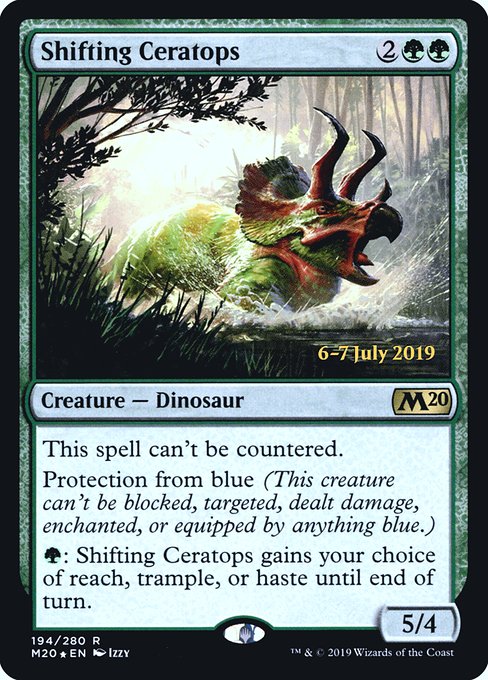 Shifting Ceratops 2
6–7 July 2019
Creature — Dinosaur M20
This spell can't be countered.
Protection from blue (This creature
can't be blocked, targeted, dealt damage,
enchanted, or equipped by anything blue.)
: Shifting Ceratops gains your choice
of reach, trample, or haste until end of
turn.
5/4
194/280 R
M20★EN Izzy
™ & © 2019 Wizards of the Coast